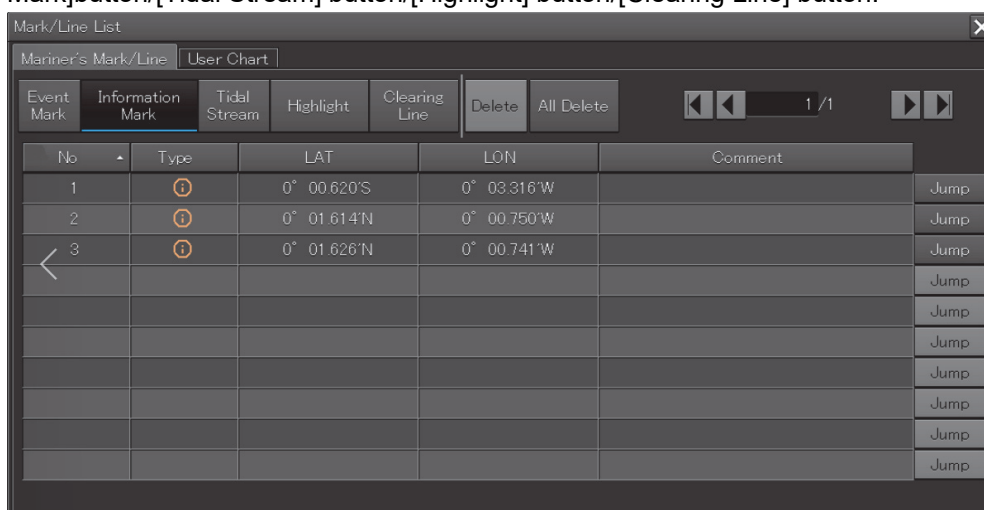 Mark]button/[Tidal Stream] button/[Highlight] button/[Clearing Line] button.
Mark/Line List
Mariner's Mark/Line User Chart
Event Mark Information Mark Tidal Stream Highlight Clearing Line Delete All Delete 1 /1
No Type LAT LON Comment
1 0° 00.620'S 0° 03.316'W Jump
2 0° 01.614'N 0° 00.750'W Jump
3 0° 01.626'N 0° 00.741'W Jump
Jump
Jump
Jump
Jump
Jump
Jump
Jump